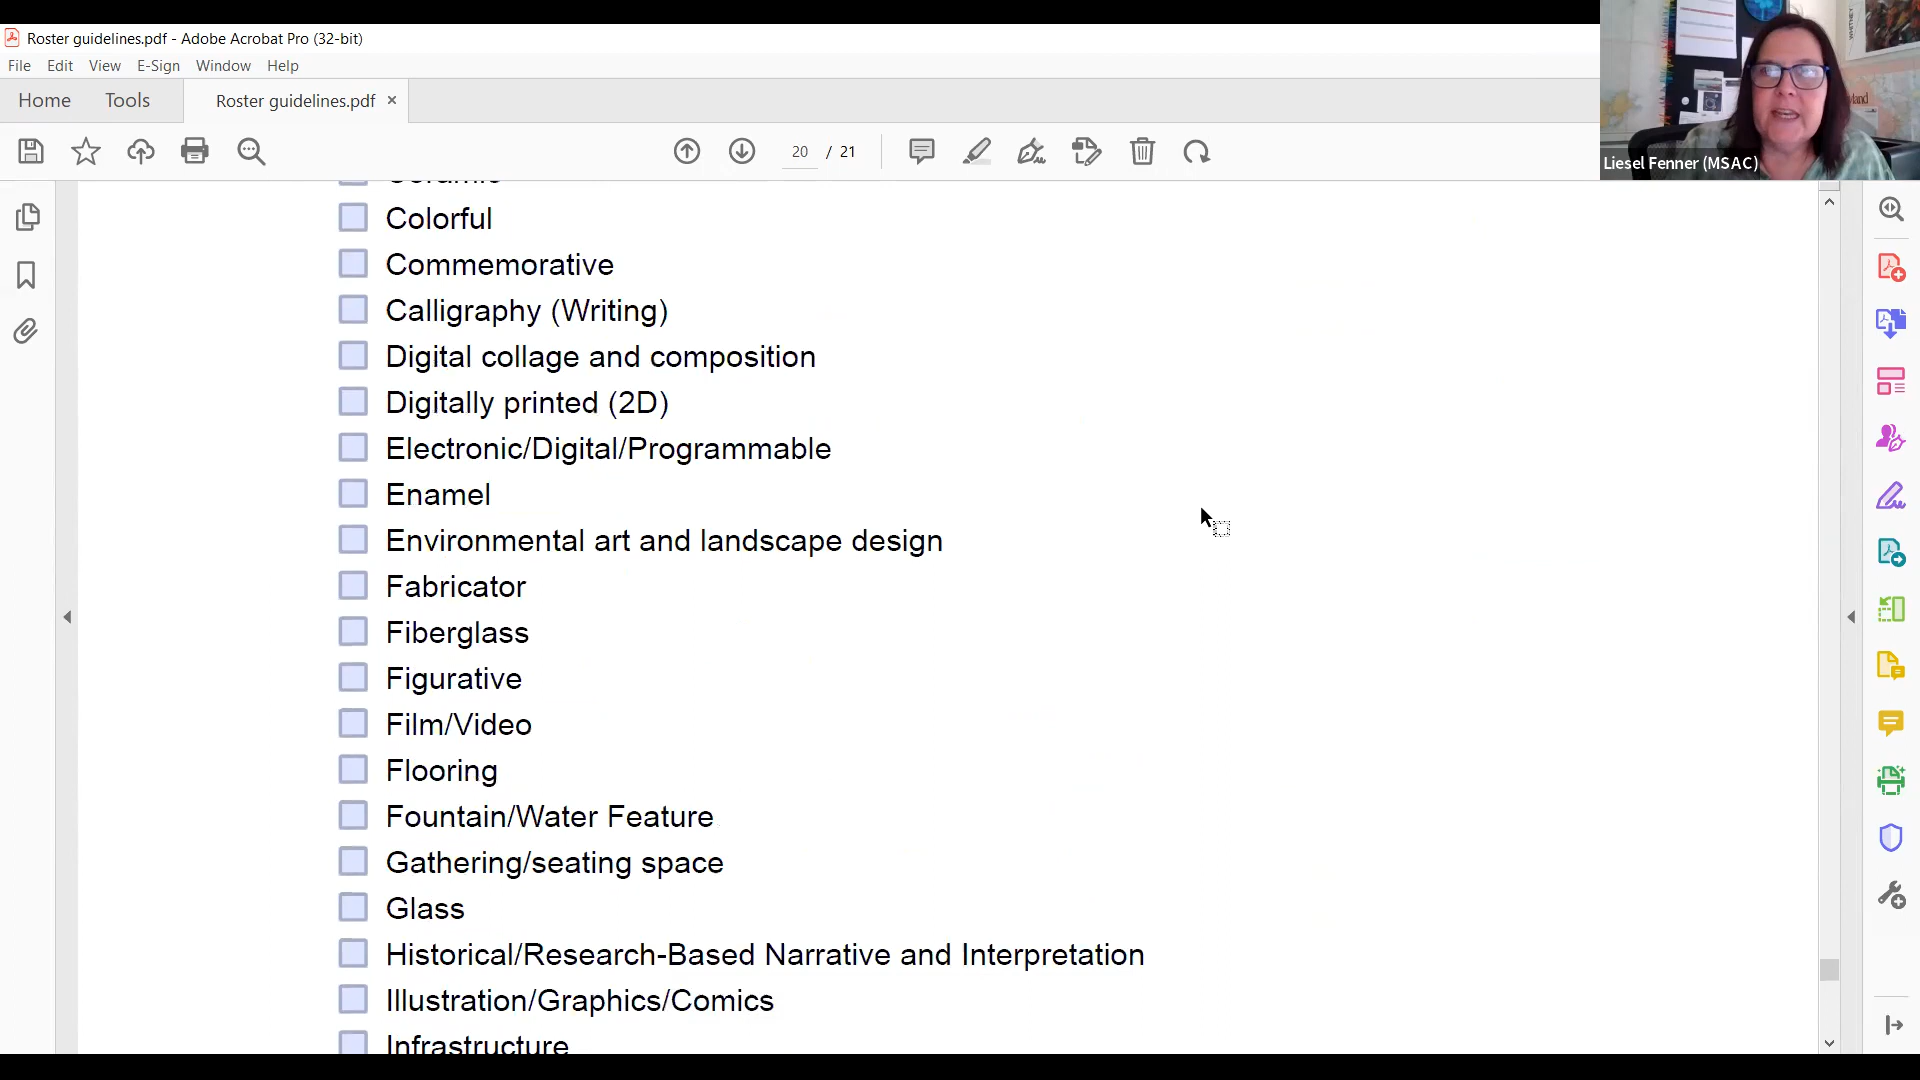 Roster guidelines.pdf - Adobe Acrobat Pro (32-bit)
File Edit View E-Sign Window Help
Home Tools Roster guidelines.pdf ×
20 / 21
Liesel Fenner (MSAC)
Ceramic
Colorful
Commemorative
Calligraphy (Writing)
Digital collage and composition
Digitally printed (2D)
Electronic/Digital/Programmable
Enamel
Environmental art and landscape design
Fabricator
Fiberglass
Figurative
Film/Video
Flooring
Fountain/Water Feature
Gathering/seating space
Glass
Historical/Research-Based Narrative and Interpretation
Illustration/Graphics/Comics
Infrastructure